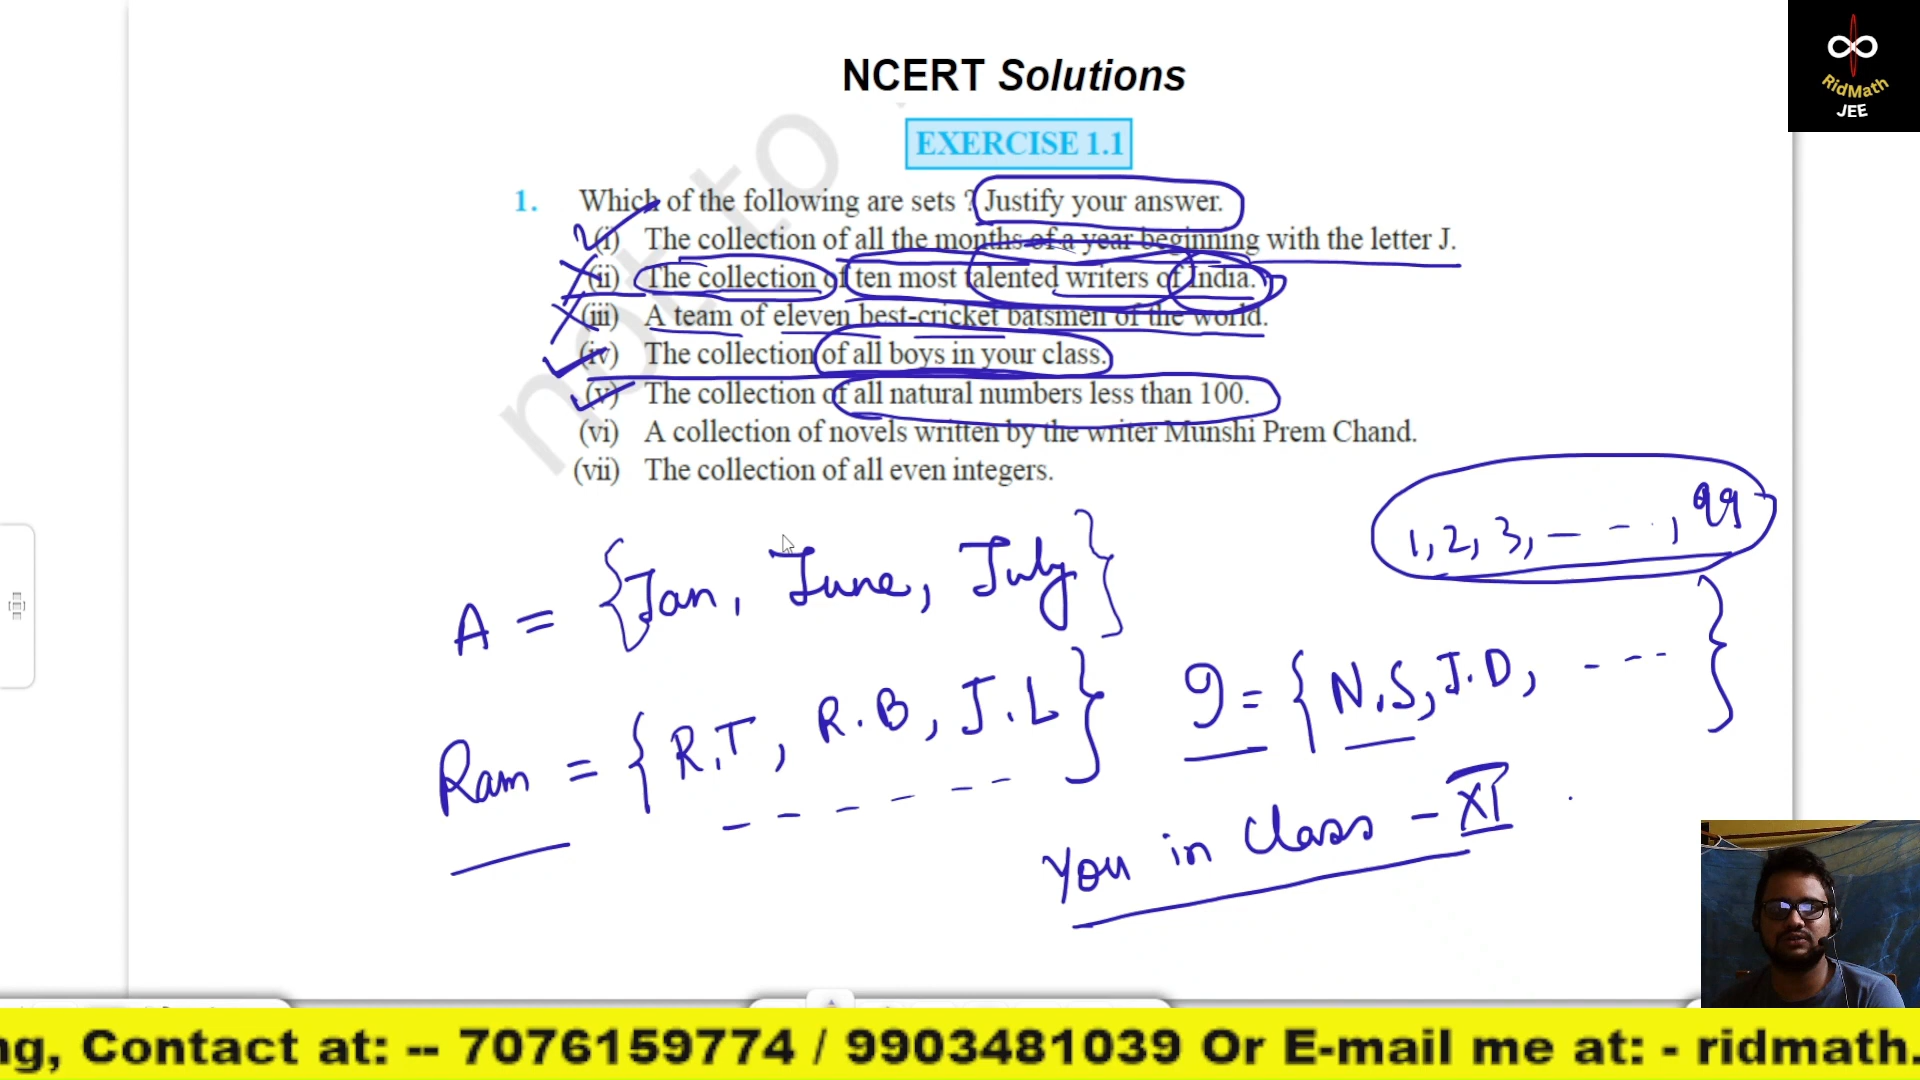 NCERT Solutions
RidMath
JEE
EXERCISE 1.1
1. Which of the following are sets ? Justify your answer.
(i) The collection of all the months of a year beginning with the letter J.
(ii) The collection of ten most talented writers of India.
(iii) A team of eleven best-cricket batsmen of the world.
(iv) The collection of all boys in your class.
(v) The collection of all natural numbers less than 100.
(vi) A collection of novels written by the writer Munshi Prem Chand.
(vii) The collection of all even integers.
not to
1, 2, 3, — - ., 99
A = {Jan, June, July}
Ram = {R.T, R.B, J.L}
g = {N.S, J.D, - - - -}
- - - - - -
You in Class - XI
ng, Contact at: -- 7076159774 / 9903481039 Or E-mail me at: - ridmath.